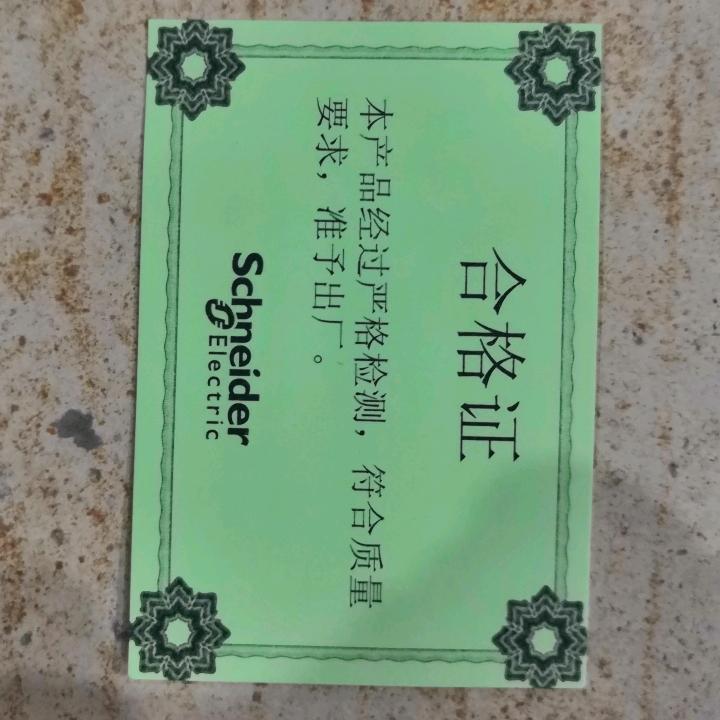 合格证
本产品经过严格检测，符合质量
要求，准予出厂。
Schneider
Electric